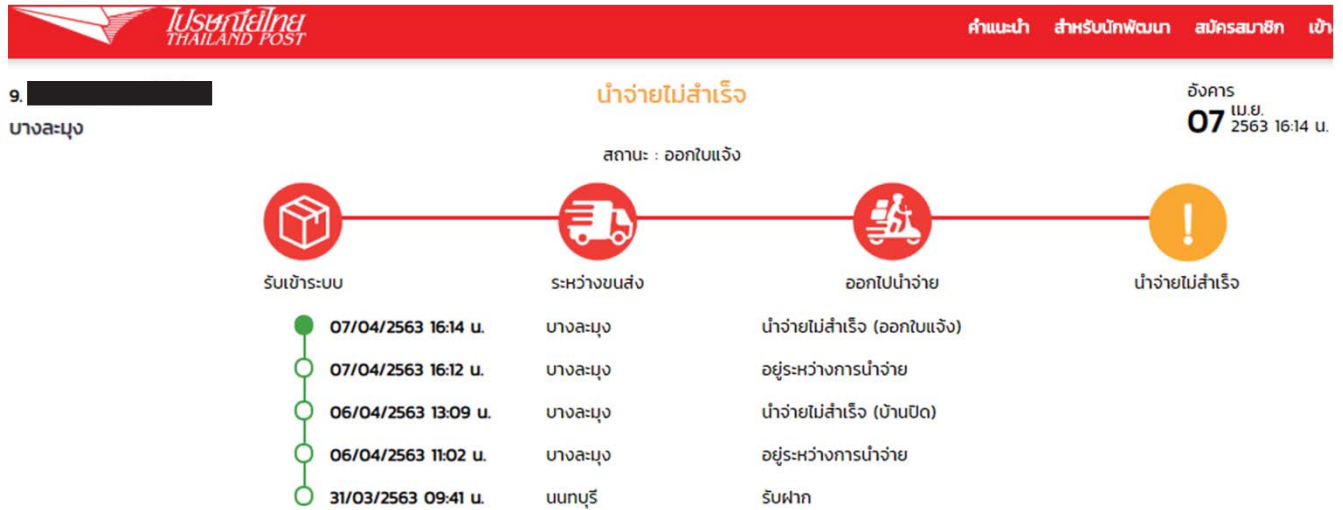 ไปรษณีย์ไทย
THAILAND POST
คำแนะนำ สำหรับนักพัฒนา สมัครสมาชิก เข้า
9.
บางละมุง
นำจ่ายไม่สำเร็จ
สถานะ : ออกใบแจ้ง
อังคาร
07 เม.ย. 2563 16:14 น.
รับเข้าระบบ ระหว่างขนส่ง ออกไปนำจ่าย นำจ่ายไม่สำเร็จ
07/04/2563 16:14 น. บางละมุง นำจ่ายไม่สำเร็จ (ออกใบแจ้ง)
07/04/2563 16:12 น. บางละมุง อยู่ระหว่างการนำจ่าย
06/04/2563 13:09 น. บางละมุง นำจ่ายไม่สำเร็จ (บ้านปิด)
06/04/2563 11:02 น. บางละมุง อยู่ระหว่างการนำจ่าย
31/03/2563 09:41 น. นนทบุรี รับฝาก